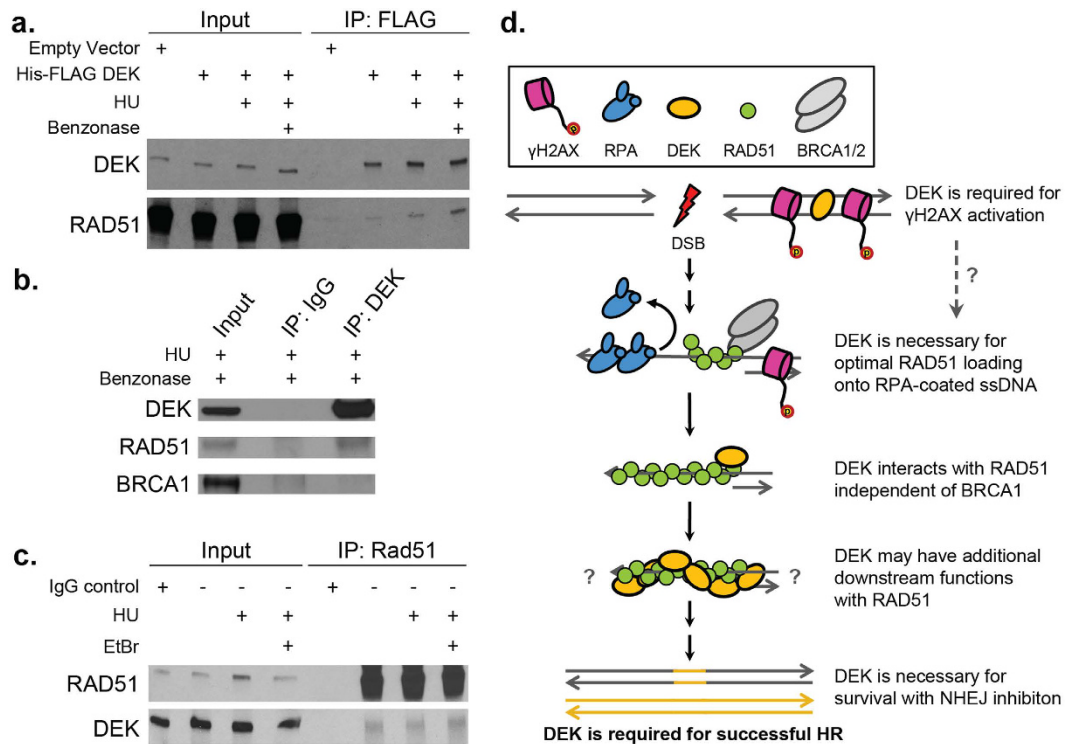 a.
Input IP: FLAG
Empty Vector + +
His-FLAG DEK + + + + + +
HU + + + +
Benzonase + +
DEK
RAD51
b.
Input IP: IgG IP: DEK
HU + + +
Benzonase + + +
DEK
RAD51
BRCA1
c.
Input IP: Rad51
IgG control + - - - + - - -
HU + + + +
EtBr + +
RAD51
DEK
d.
γH2AX RPA DEK RAD51 BRCA1/2
P
DSB
P P
DEK is required for
γH2AX activation
?
P
DEK is necessary for
optimal RAD51 loading
onto RPA-coated ssDNA
DEK interacts with RAD51
independent of BRCA1
? ?
DEK may have additional
downstream functions
with RAD51
DEK is necessary for
survival with NHEJ inhibiton
DEK is required for successful HR